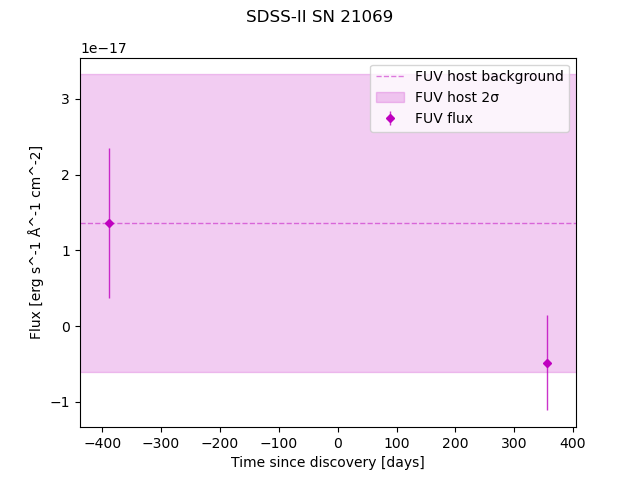 SDSS-II SN 21069
1e−17
FUV host background
FUV host 2σ
FUV flux
3
2
1
0
−1
Flux [erg s^-1 Å^-1 cm^-2]
−400 −300 −200 −100 0 100 200 300 400
Time since discovery [days]